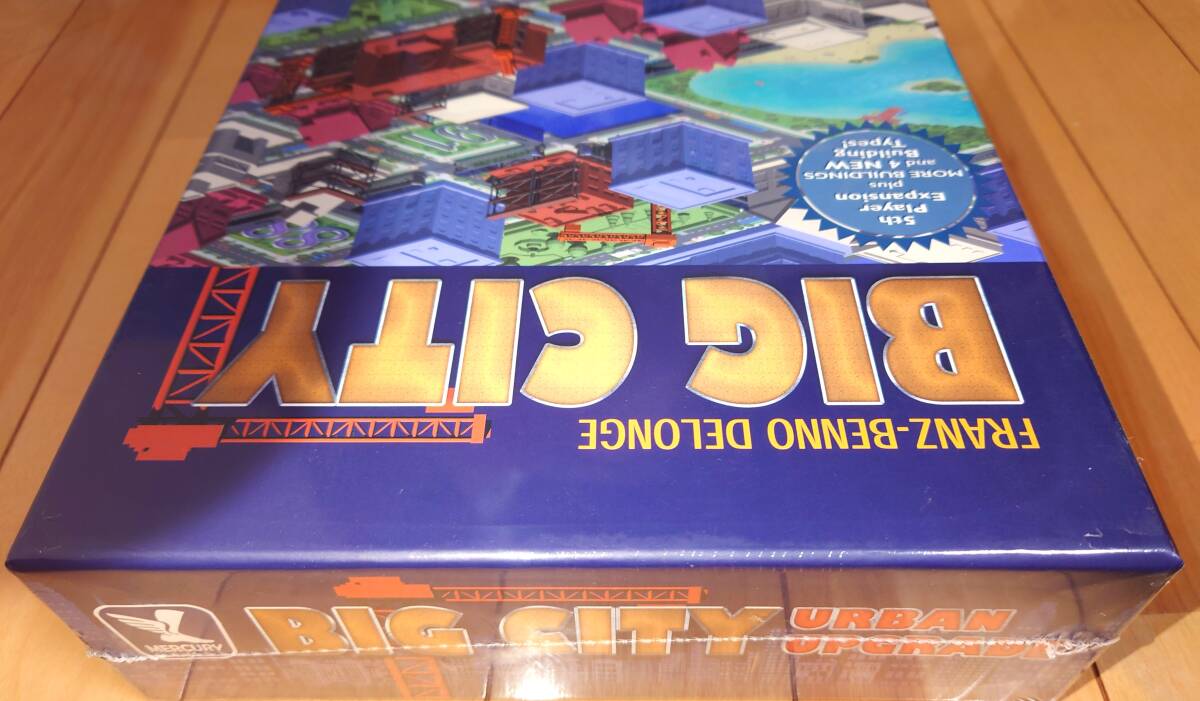 FRANZ-BENNO DELONGE
BIG CITY
5th
Player
Expansion
plus
MORE BUILDINGS
and 4 NEW
Building
Types!
MERCURY
BIG CITY
URBAN
UPGRADE